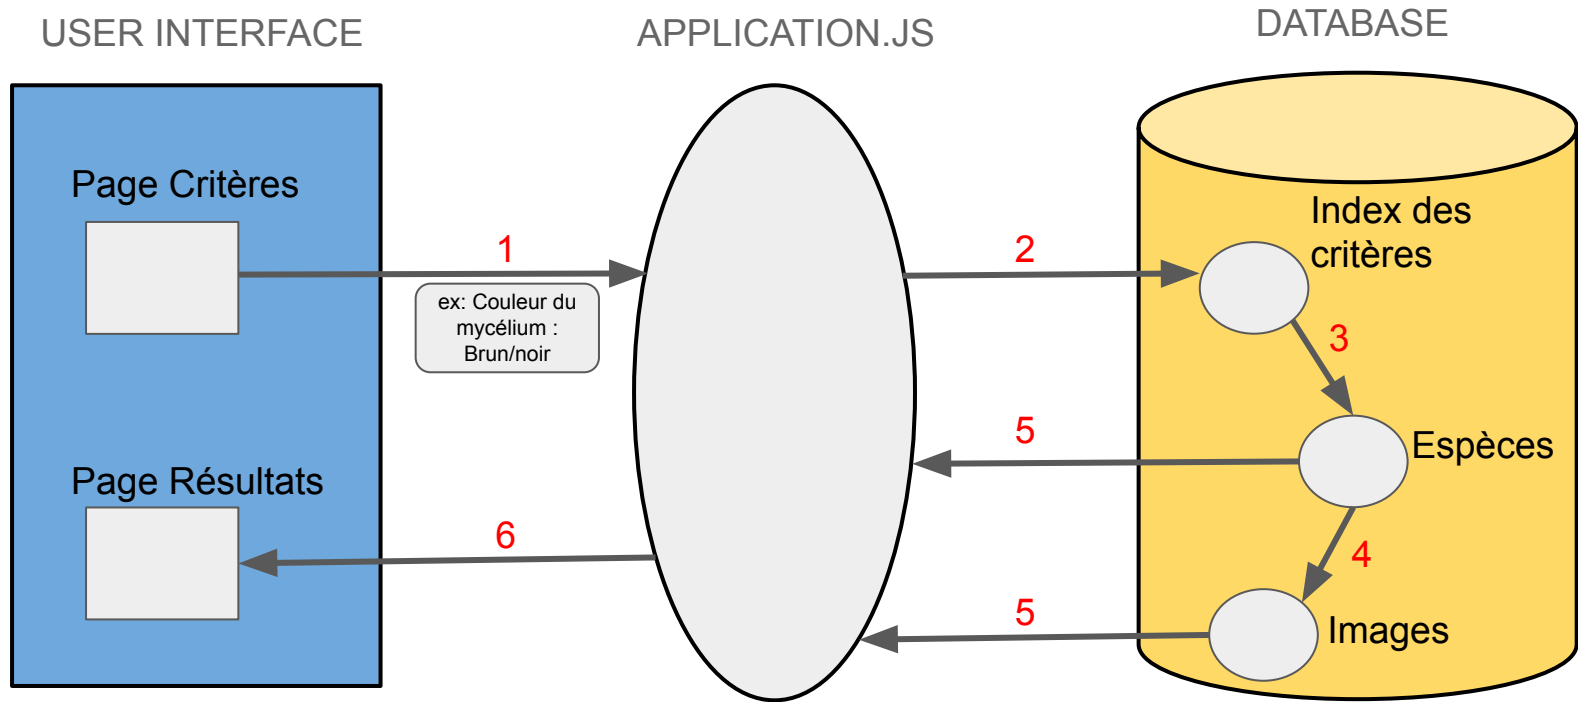 USER INTERFACE
APPLICATION.JS
DATABASE
Page Critères
1
ex: Couleur du
mycélium :
Brun/noir
2
Index des
critères
3
5
Espèces
Page Résultats
6
4
5
Images